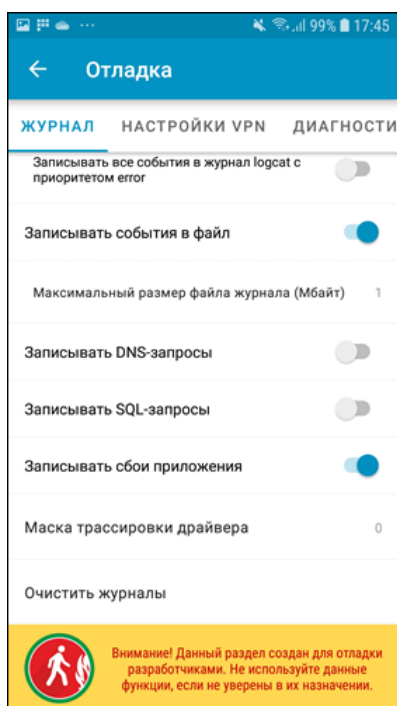 99% 17:45
Отладка
ЖУРНАЛ НАСТРОЙКИ VPN ДИАГНОСТИ
Записывать все события в журнал logcat с
приоритетом error
Записывать события в файл
Максимальный размер файла журнала (Мбайт) 1
Записывать DNS-запросы
Записывать SQL-запросы
Записывать сбои приложения
Маска трассировки драйвера 0
Очистить журналы
Внимание! Данный раздел создан для отладки
разработчиками. Не используйте данные
функции, если не уверены в их назначении.